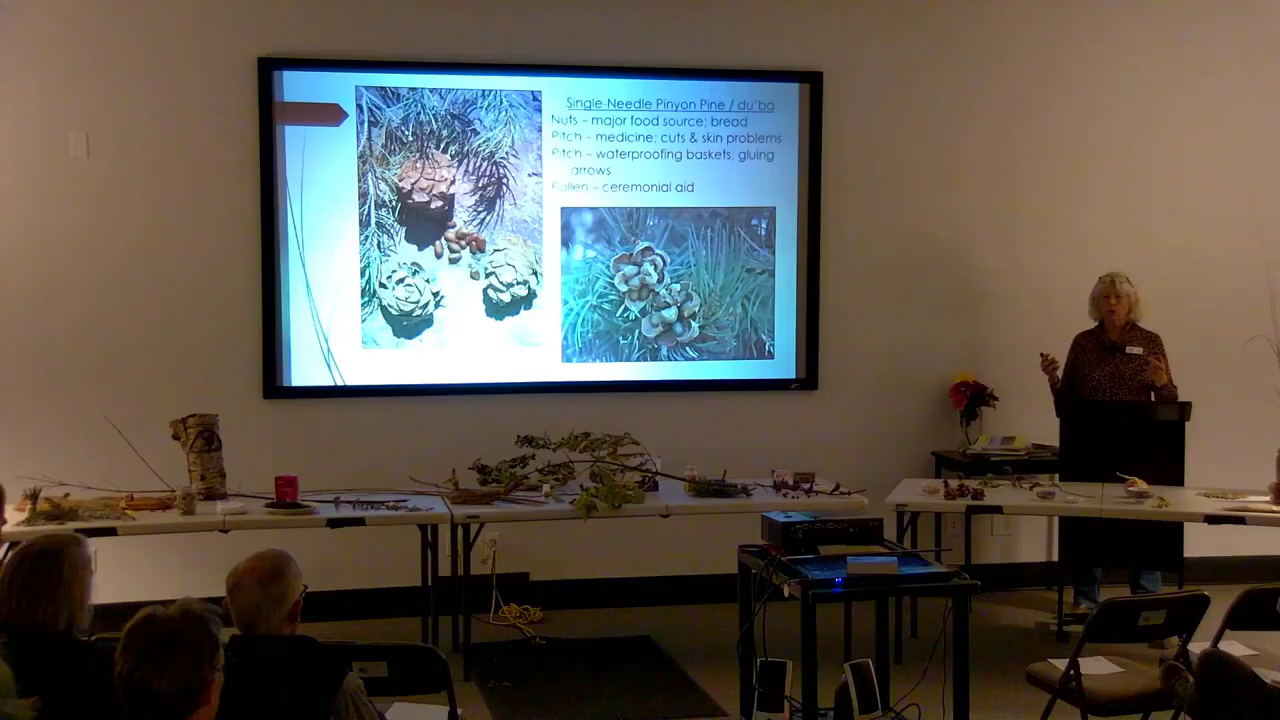 Single-Needle Pinyon Pine / du'ba
Nuts – major food source; bread
Pitch – medicine; cuts & skin problems
Pitch – waterproofing baskets; gluing
arrows
Pollen – ceremonial aid